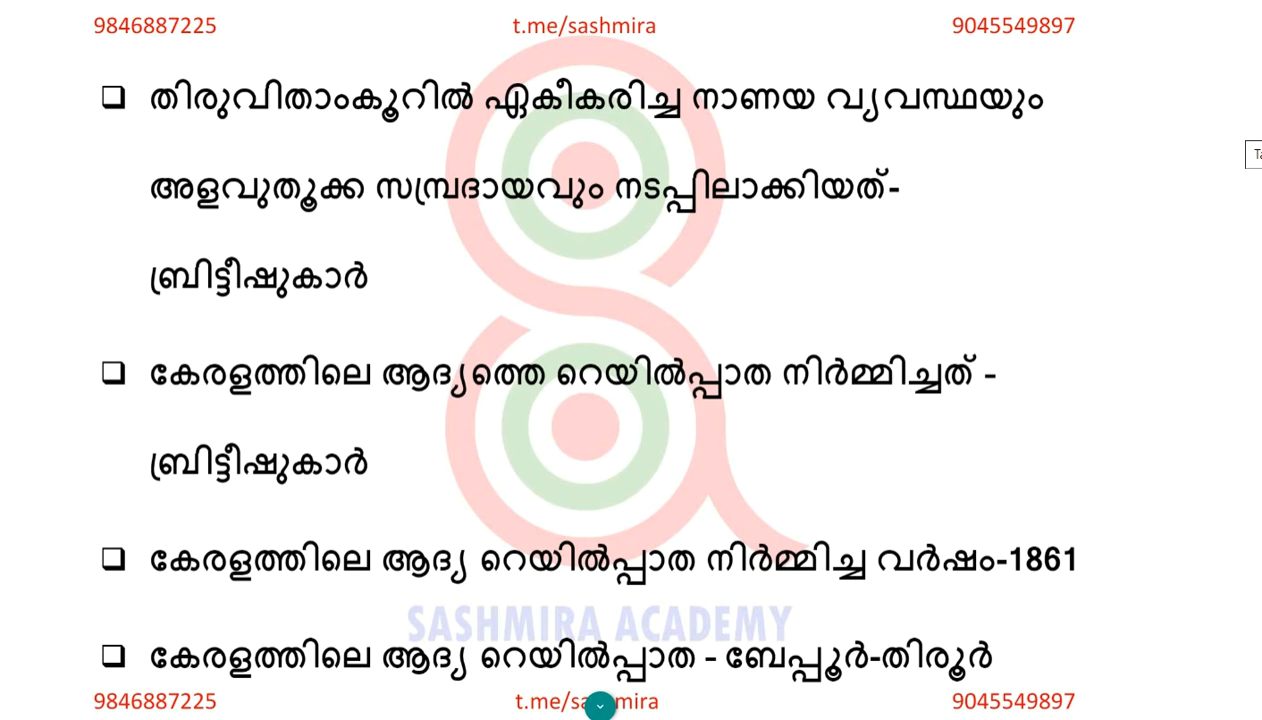 9846887225 t.me/sashmira 9045549897
❑ തിരുവിതാംകൂറിൽ ഏകീകരിച്ച നാണയ വ്യവസ്ഥയും
അളവുതൂക്ക സമ്പ്രദായവും നടപ്പിലാക്കിയത്-
ബ്രിട്ടീഷുകാർ
❑ കേരളത്തിലെ ആദ്യത്തെ റെയിൽപ്പാത നിർമ്മിച്ചത് -
ബ്രിട്ടീഷുകാർ
❑ കേരളത്തിലെ ആദ്യ റെയിൽപ്പാത നിർമ്മിച്ച വർഷം-1861
SASHMIRA ACADEMY
❑ കേരളത്തിലെ ആദ്യ റെയിൽപ്പാത - ബേപ്പൂർ-തിരൂർ
9846887225 9045549897